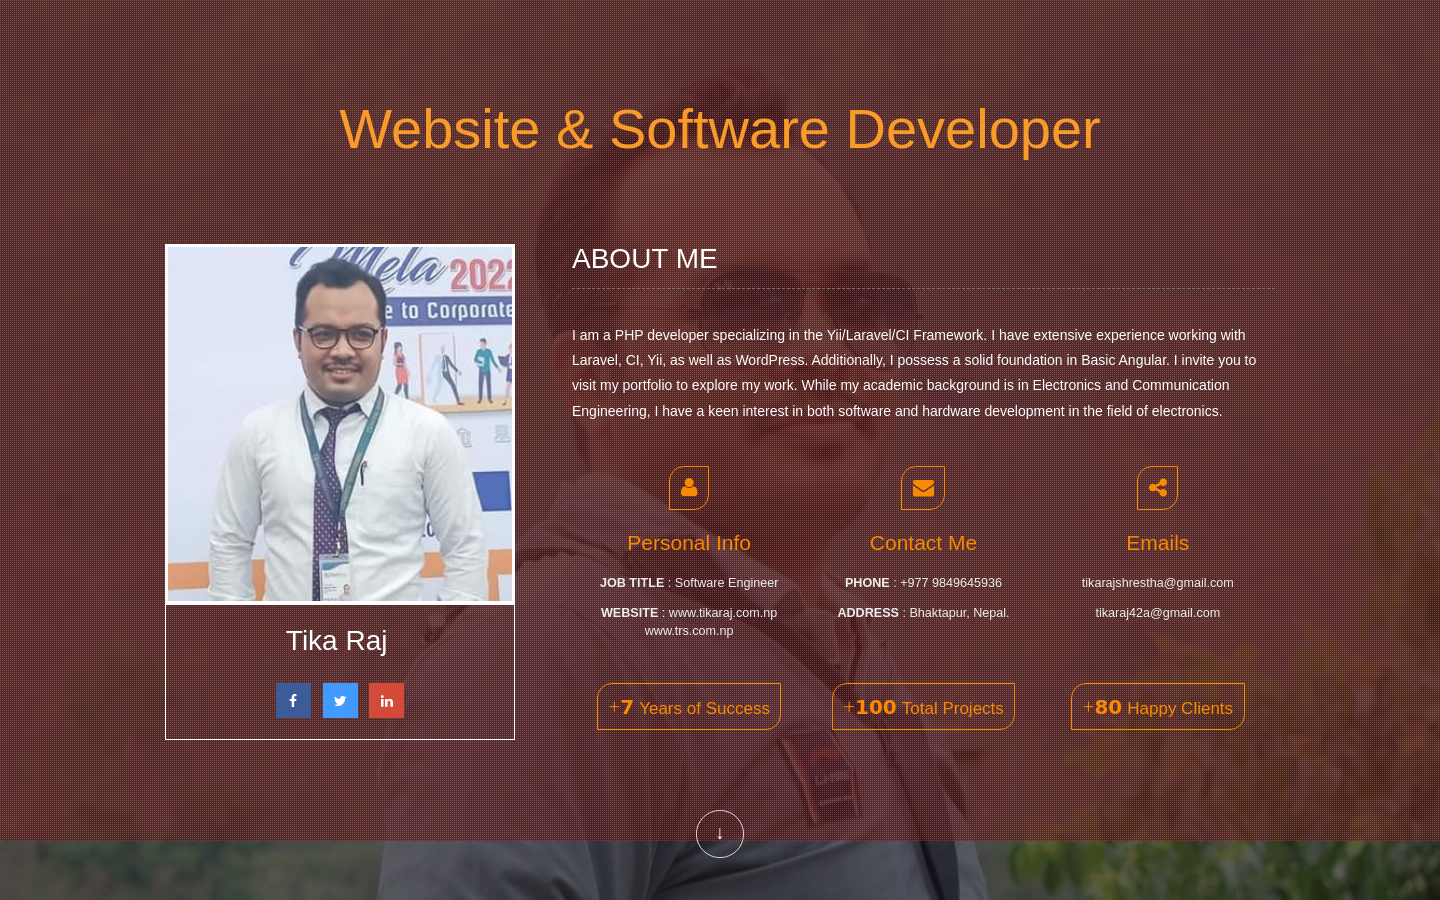 Website & Software Developer
Mela 2022
e to Corporate
Tika Raj
ABOUT ME
I am a PHP developer specializing in the Yii/Laravel/CI Framework. I have extensive experience working with
Laravel, CI, Yii, as well as WordPress. Additionally, I possess a solid foundation in Basic Angular. I invite you to
visit my portfolio to explore my work. While my academic background is in Electronics and Communication
Engineering, I have a keen interest in both software and hardware development in the field of electronics.
Personal Info
JOB TITLE : Software Engineer
WEBSITE : www.tikaraj.com.np
www.trs.com.np
Contact Me
PHONE : +977 9849645936
ADDRESS : Bhaktapur, Nepal.
Emails
tikarajshrestha@gmail.com
tikaraj42a@gmail.com
+7 Years of Success
+100 Total Projects
+80 Happy Clients
↓